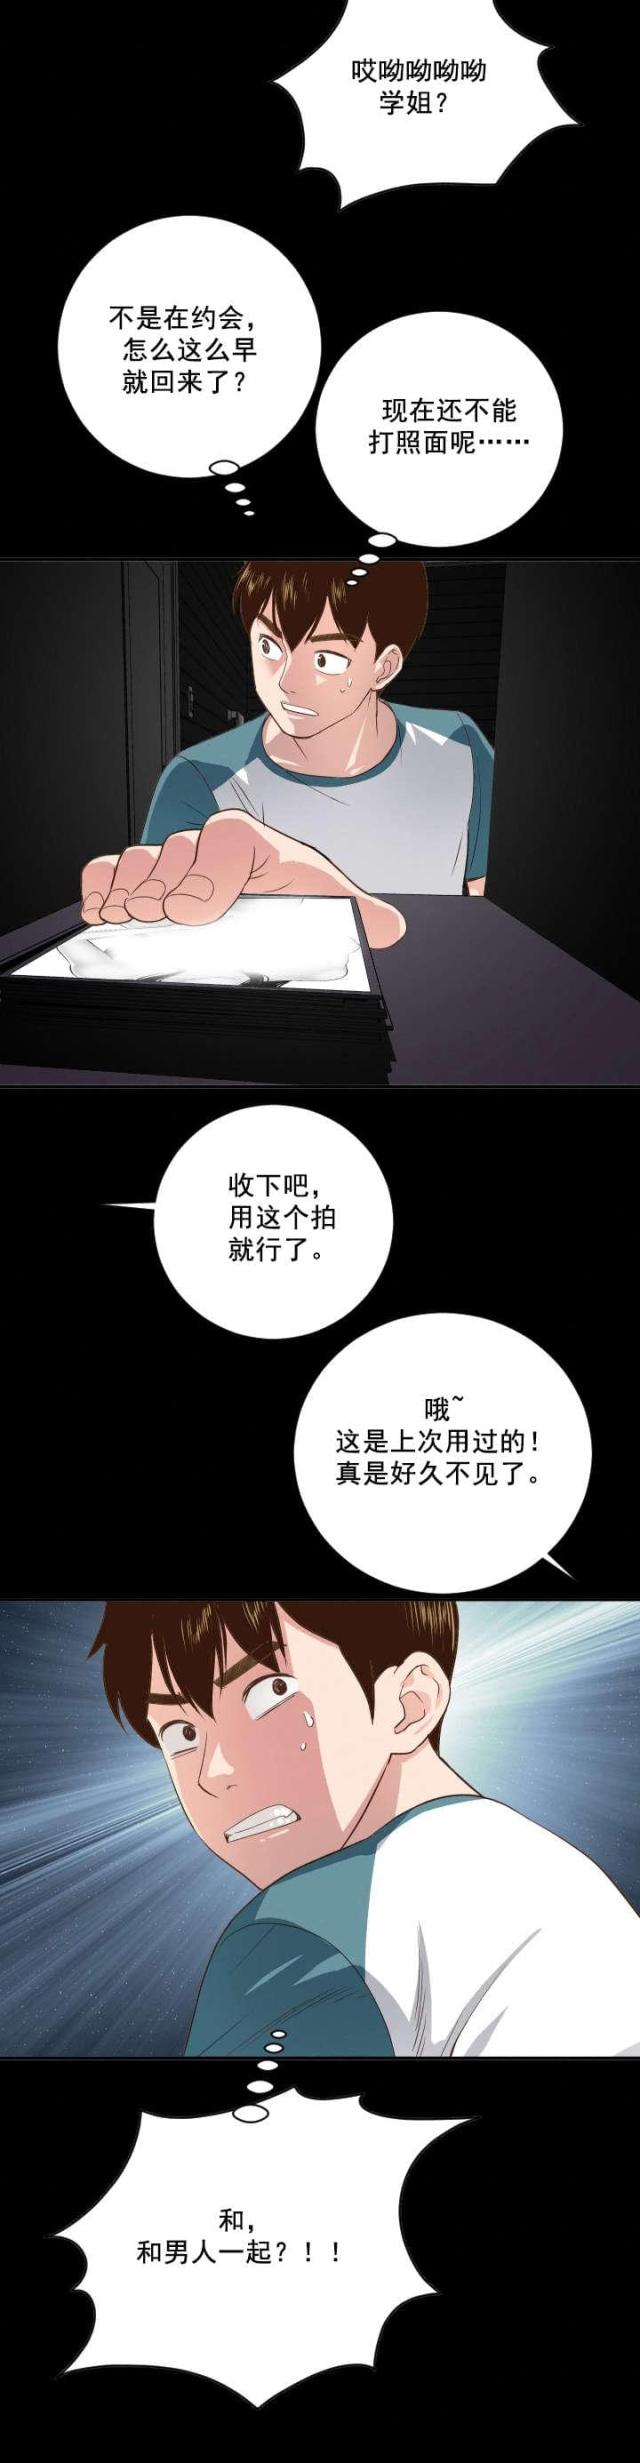 哎呦呦呦呦
学姐？
不是在约会，
怎么这么早
就回来了？
现在还不能
打照面呢……
收下吧，
用这个拍
就行了。
哦~
这是上次用过的！
真是好久不见了。
和，
和男人一起？！！